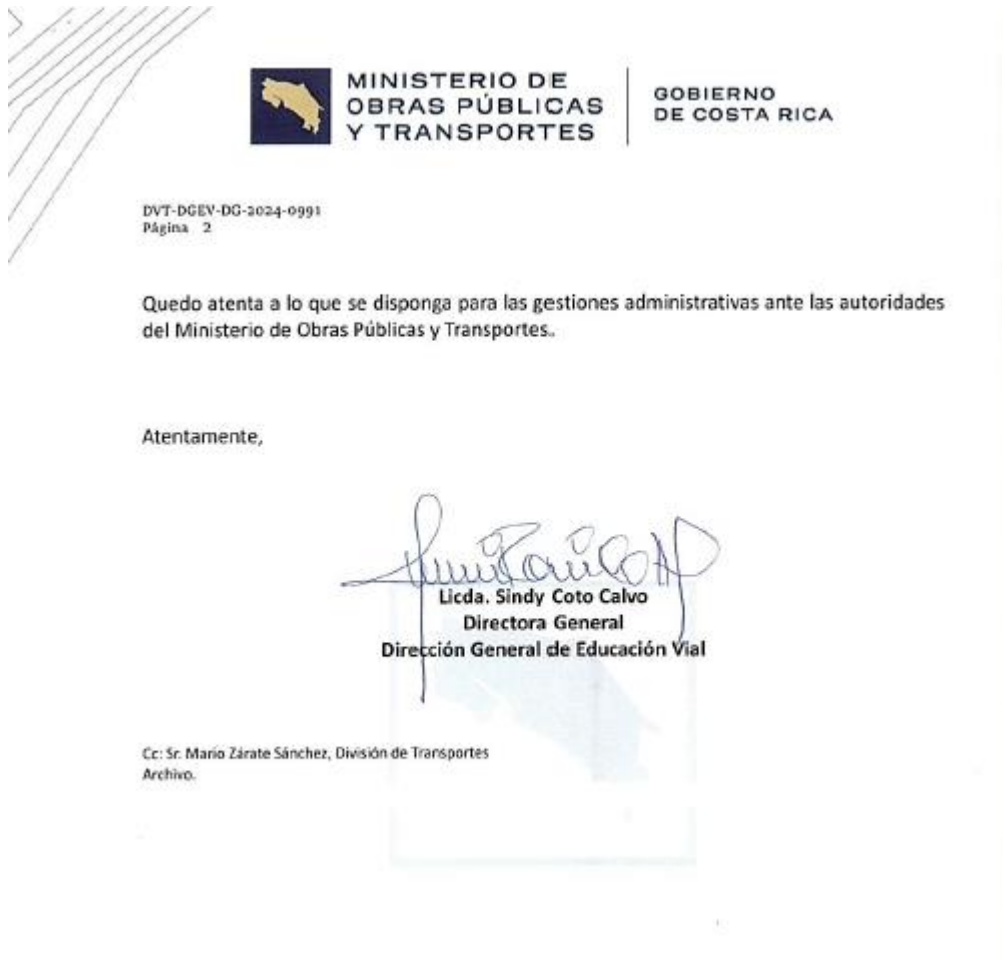 MINISTERIO DE
OBRAS PÚBLICAS
Y TRANSPORTES
GOBIERNO
DE COSTA RICA
DVT-DGEV-DG-2024-0991
Página 2
Quedo atenta a lo que se disponga para las gestiones administrativas ante las autoridades
del Ministerio de Obras Públicas y Transportes..
Atentamente,
Licda. Sindy Coto Calvo
Directora General
Dirección General de Educación Vial
Cc: Sr. Mario Zárate Sánchez, División de Transportes
Archivo.